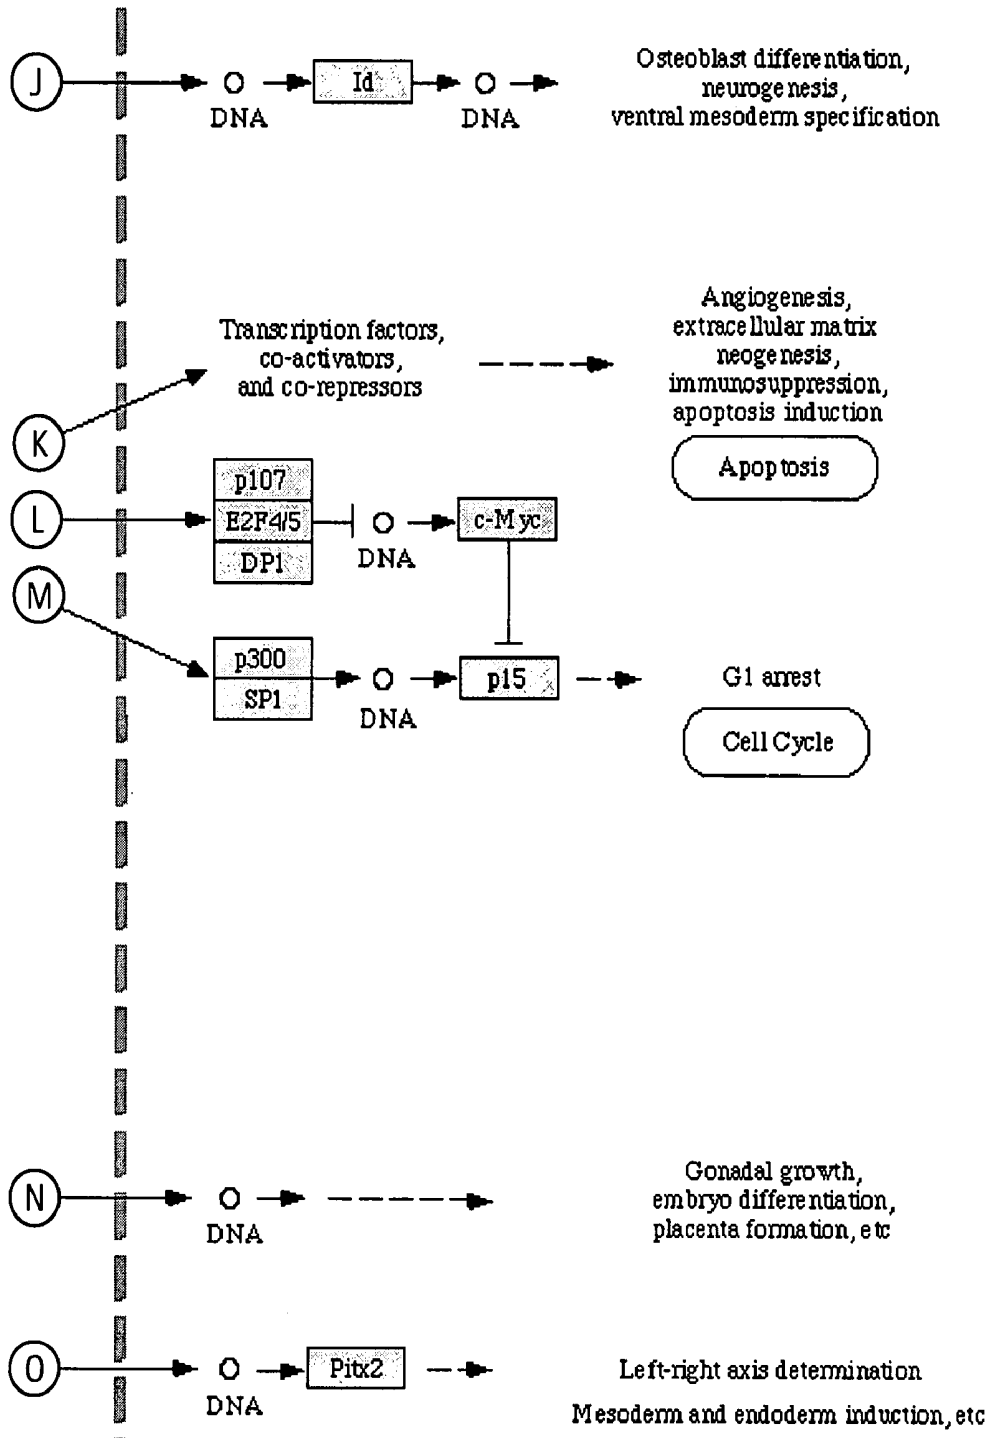 J
Id
DNA
DNA
Osteoblast differentiation,
neurogenesis,
ventral mesoderm specification
K
Transcription factors,
co-activators,
and co-repressors
Angiogenesis,
extracellular matrix
neogenesis,
immunosuppression,
apoptosis induction
Apoptosis
L
p107
E2F4/5
DP1
DNA
c-Myc
M
p300
SP1
DNA
p15
G1 arrest
Cell Cycle
N
DNA
Gonadal growth,
embryo differentiation,
placenta formation, etc
O
DNA
Pitx2
Left-right axis determination
Mesoderm and endoderm induction, etc